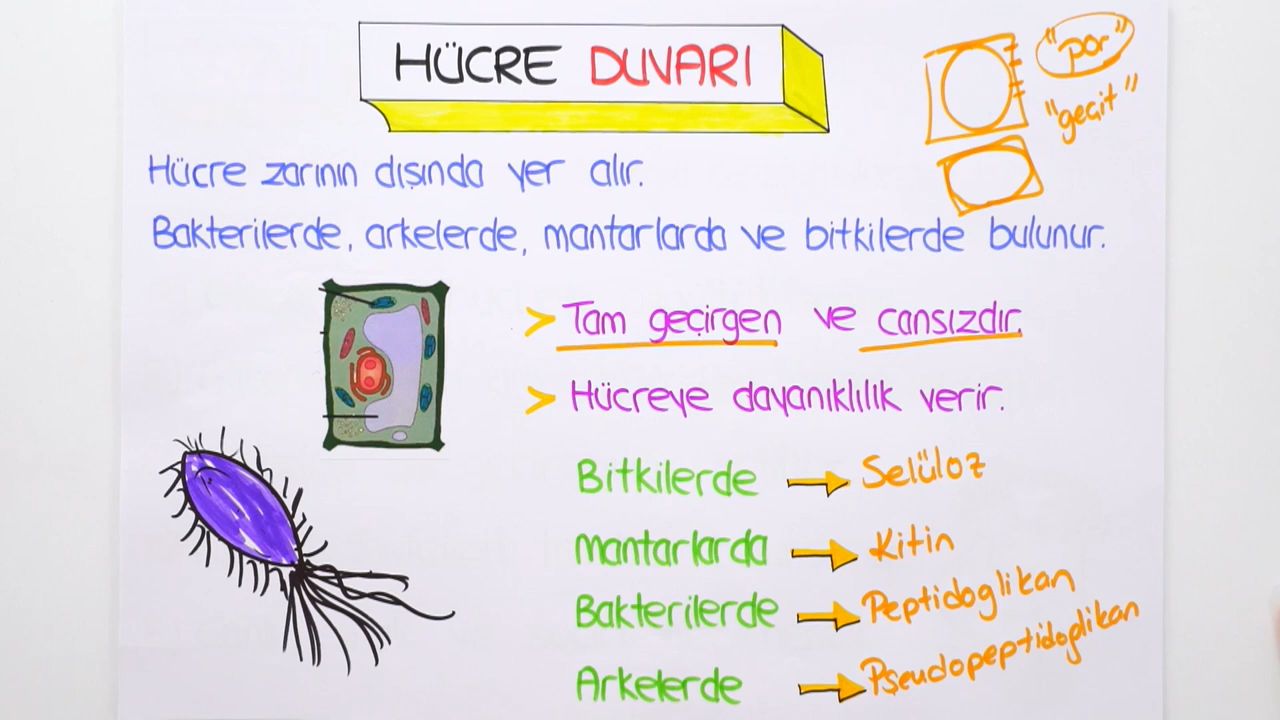 HÜCRE DUVARI
"por"
"geçit"
Hücre zarının dışında yer alır.
Bakterilerde, arkelerde, mantarlarda ve bitkilerde bulunur.
> Tam geçirgen ve cansızdır.
> Hücreye dayanıklılık verir.
Bitkilerde → Selüloz
Mantarlarda → Kitin
Bakterilerde → Peptidoglikan
Arkelerde → Pseudopeptidoglikan